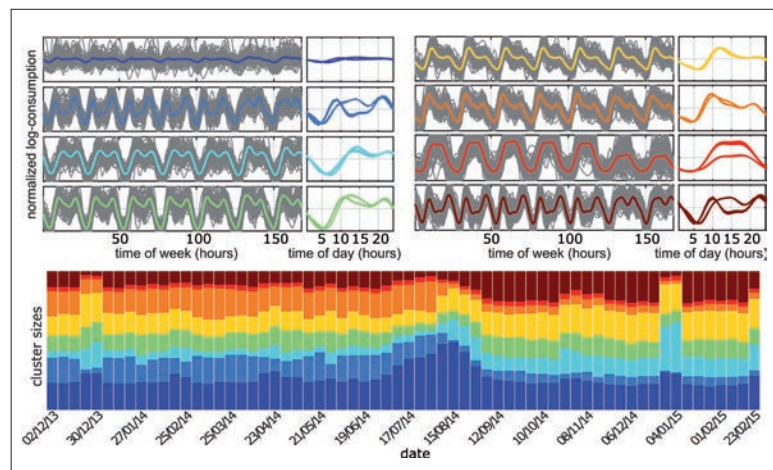 normalized log-consumption
50 100 150
time of week (hours)
5 10 15 20
time of day (hours)
50 100 150
time of week (hours)
5 10 15 20
time of day (hours)
cluster sizes
02/12/13 30/12/13 27/01/14 25/02/14 25/03/14 23/04/14 21/05/14 19/06/14 17/07/14 15/08/14 12/09/14 10/10/14 08/11/14 06/12/14 04/01/15 01/02/15 23/02/15
date